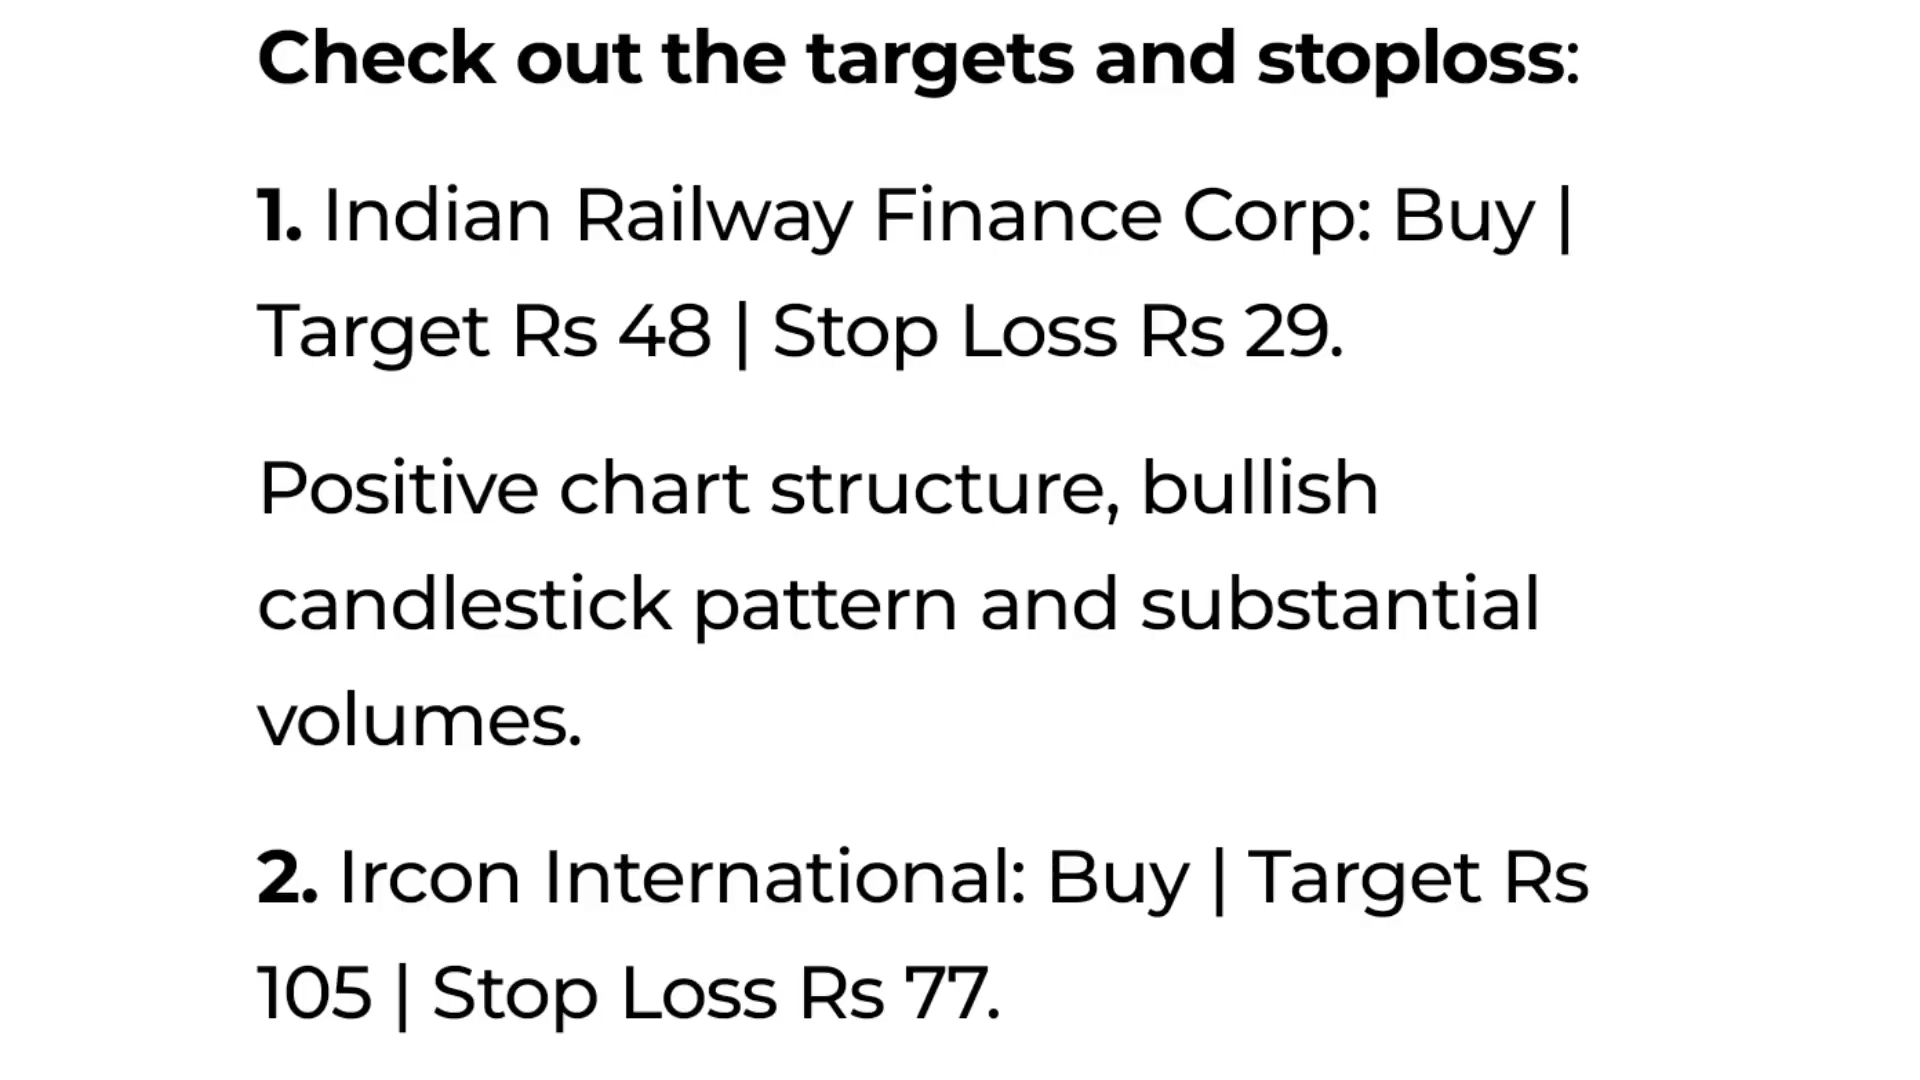 Check out the targets and stoploss:
1. Indian Railway Finance Corp: Buy |
Target Rs 48 | Stop Loss Rs 29.
Positive chart structure, bullish
candlestick pattern and substantial
volumes.
2. Ircon International: Buy | Target Rs
105 | Stop Loss Rs 77.